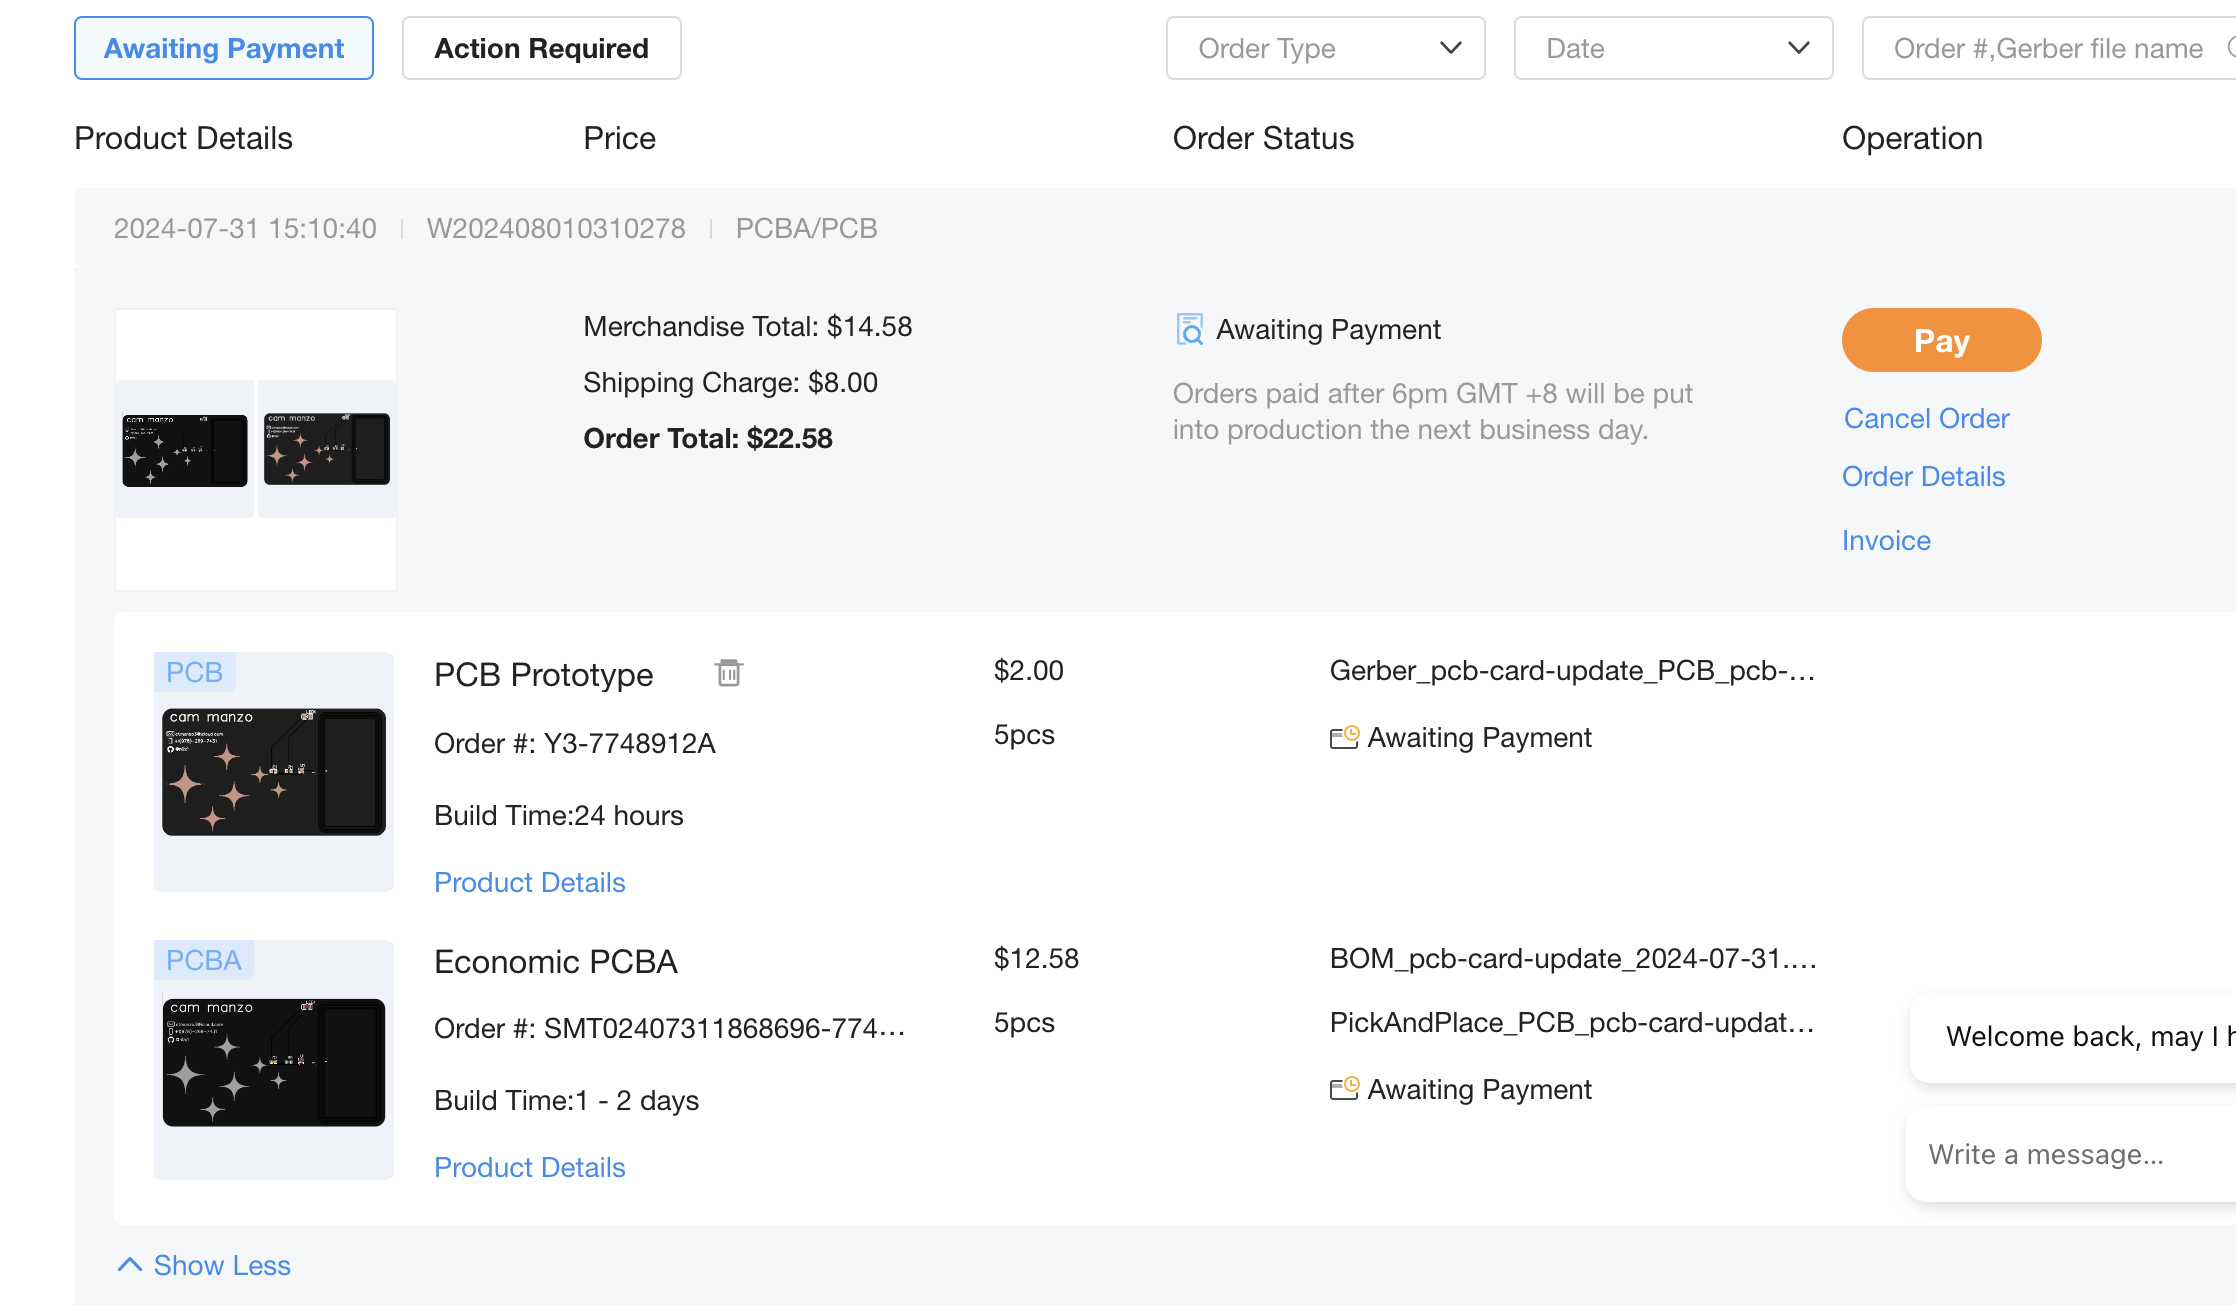 Awaiting Payment
Action Required
Order Type
Date
Order #,Gerber file name
Product Details
Price
Order Status
Operation
2024-07-31 15:10:40
W202408010310278
PCBA/PCB
cam manzo
cam manzo
Merchandise Total: $14.58
Shipping Charge: $8.00
Order Total: $22.58
Awaiting Payment
Orders paid after 6pm GMT +8 will be put
into production the next business day.
Pay
Cancel Order
Order Details
Invoice
PCB
cam manzo
PCB Prototype
Order #: Y3-7748912A
Build Time:24 hours
Product Details
$2.00
5pcs
Gerber_pcb-card-update_PCB_pcb-...
Awaiting Payment
PCBA
cam manzo
Economic PCBA
Order #: SMT02407311868696-774...
Build Time:1 - 2 days
Product Details
$12.58
5pcs
BOM_pcb-card-update_2024-07-31....
PickAndPlace_PCB_pcb-card-updat...
Awaiting Payment
Welcome back, may I h
Write a message...
Show Less